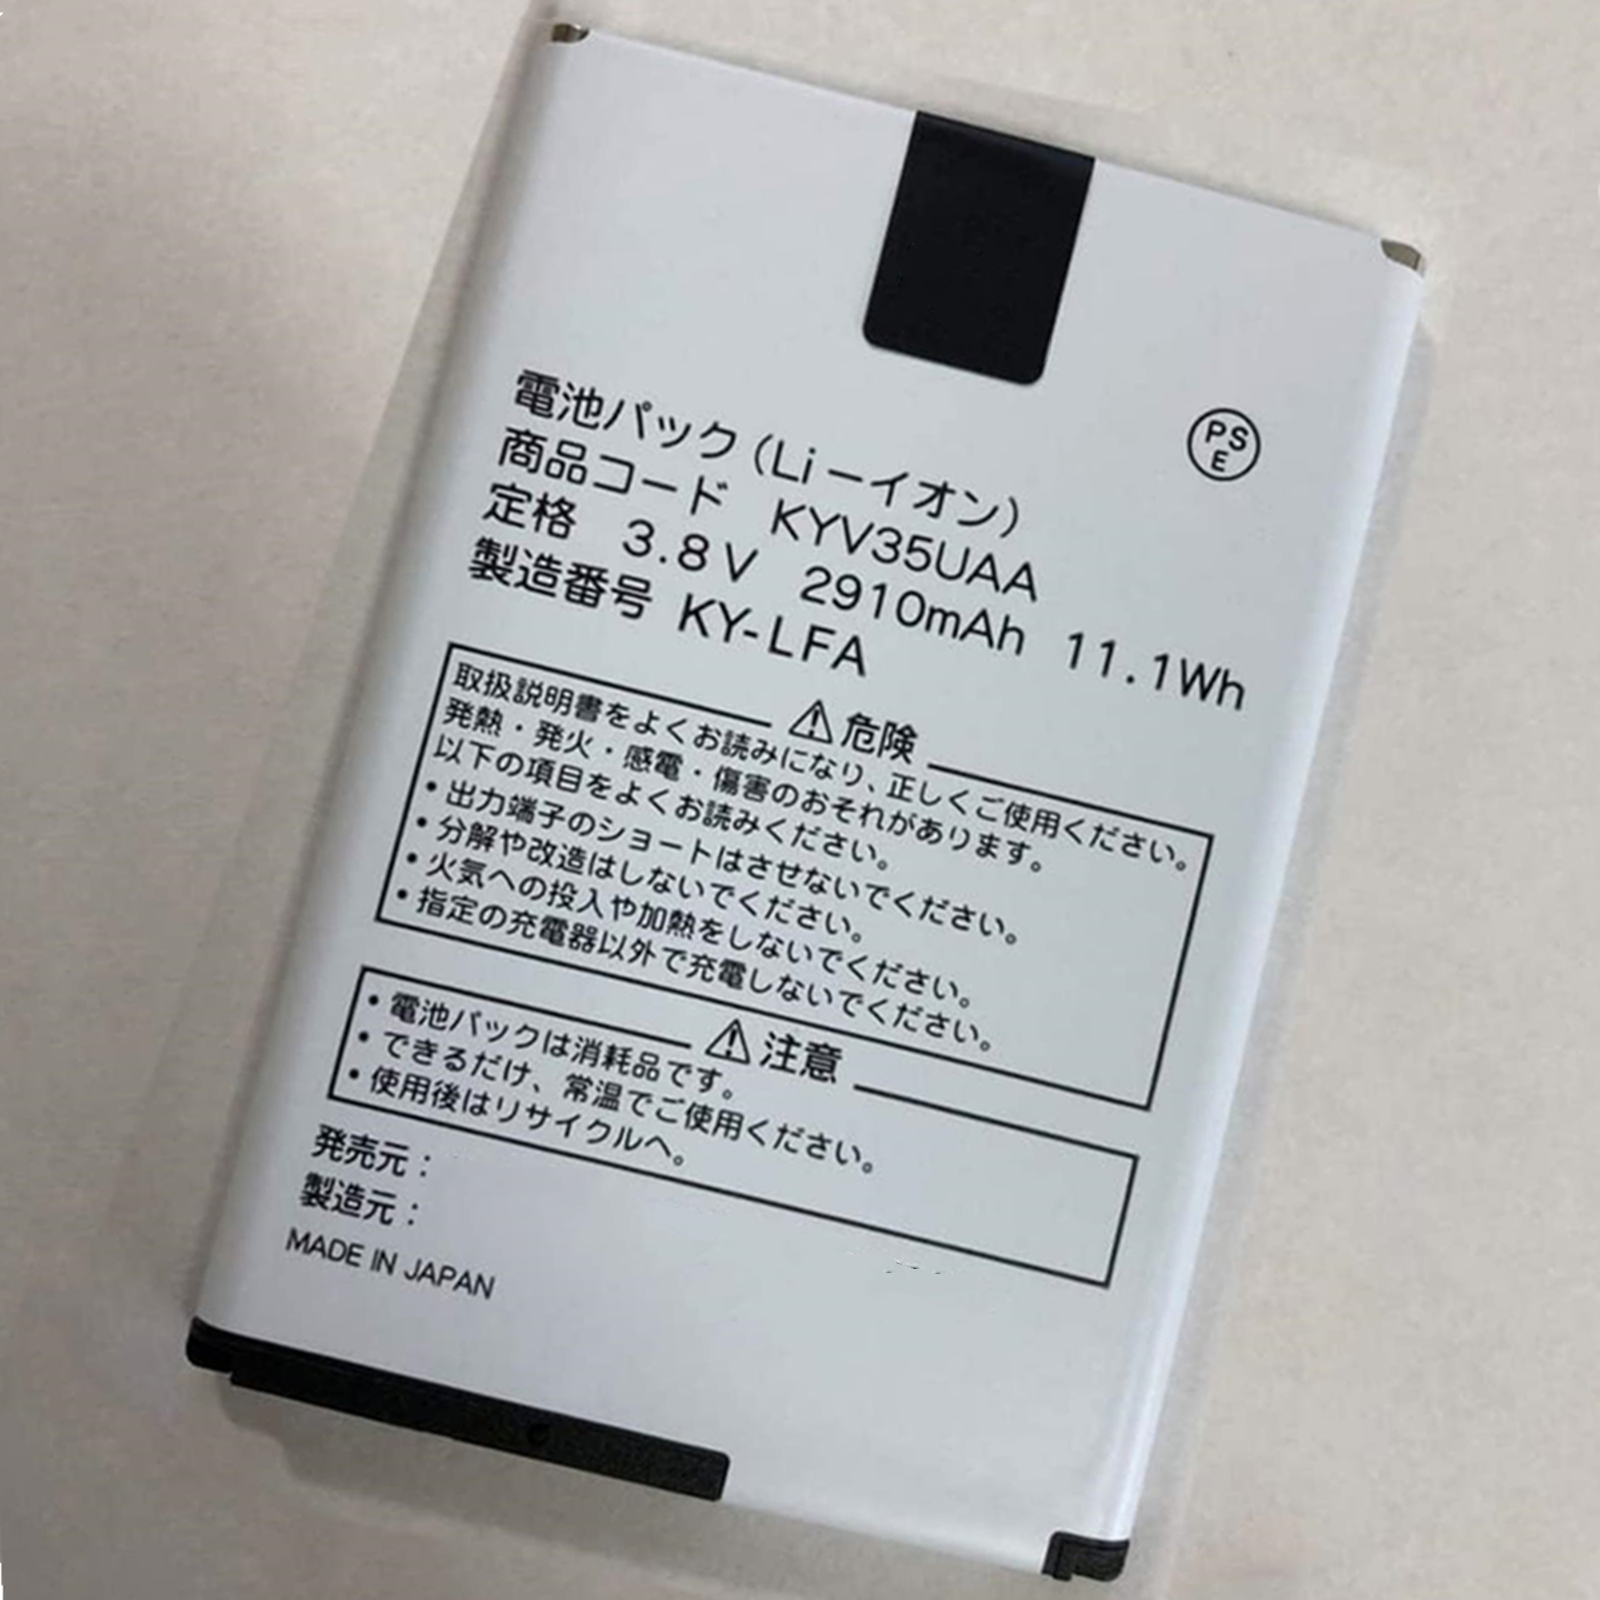 電池パック(Liーイオン)
PS
E
商品コード KYV35UAA
定格 3.8V 2910mAh 11.1Wh
製造番号 KY-LFA
⚠危険
取扱説明書をよくお読みになり、正しくご使用ください。
発熱・発火・感電・傷害のおそれがあります。
以下の項目をよくお読みください。
・出力端子のショートはさせないでください。
・分解や改造はしないでください。
・火気への投入や加熱をしないでください。
・指定の充電器以外で充電しないでください。
⚠注意
・電池パックは消耗品です。
・できるだけ、常温でご使用ください。
・使用後はリサイクルへ。
発売元:
製造元:
MADE IN JAPAN